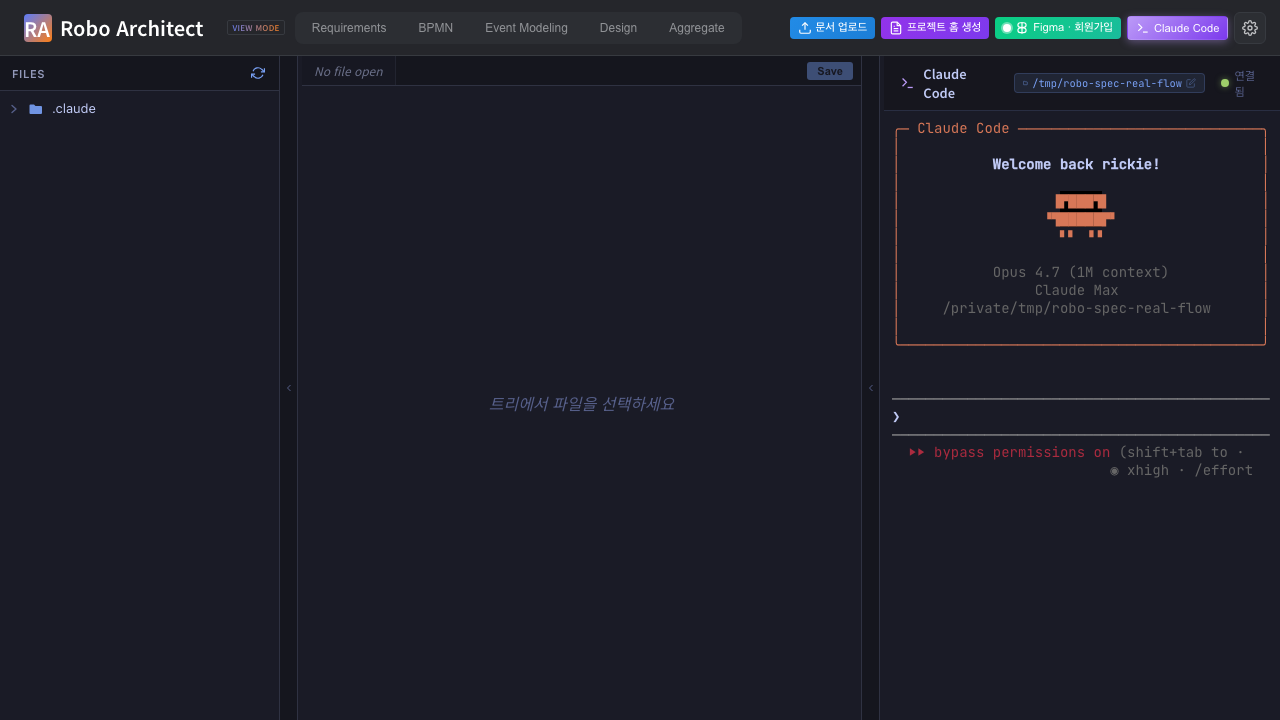 RA Robo Architect
VIEW MODE
Requirements
BPMN
Event Modeling
Design
Aggregate
문서 업로드
프로젝트 홈 생성
Figma · 회원가입
Claude Code
FILES
.claude
No file open
Save
트리에서 파일을 선택하세요
Claude
Code
/tmp/robo-spec-real-flow
연결
됨
Claude Code
Welcome back rickie!
Opus 4.7 (1M context)
Claude Max
/private/tmp/robo-spec-real-flow
❯
⏵⏵ bypass permissions on (shift+tab to ·
◉ xhigh · /effort